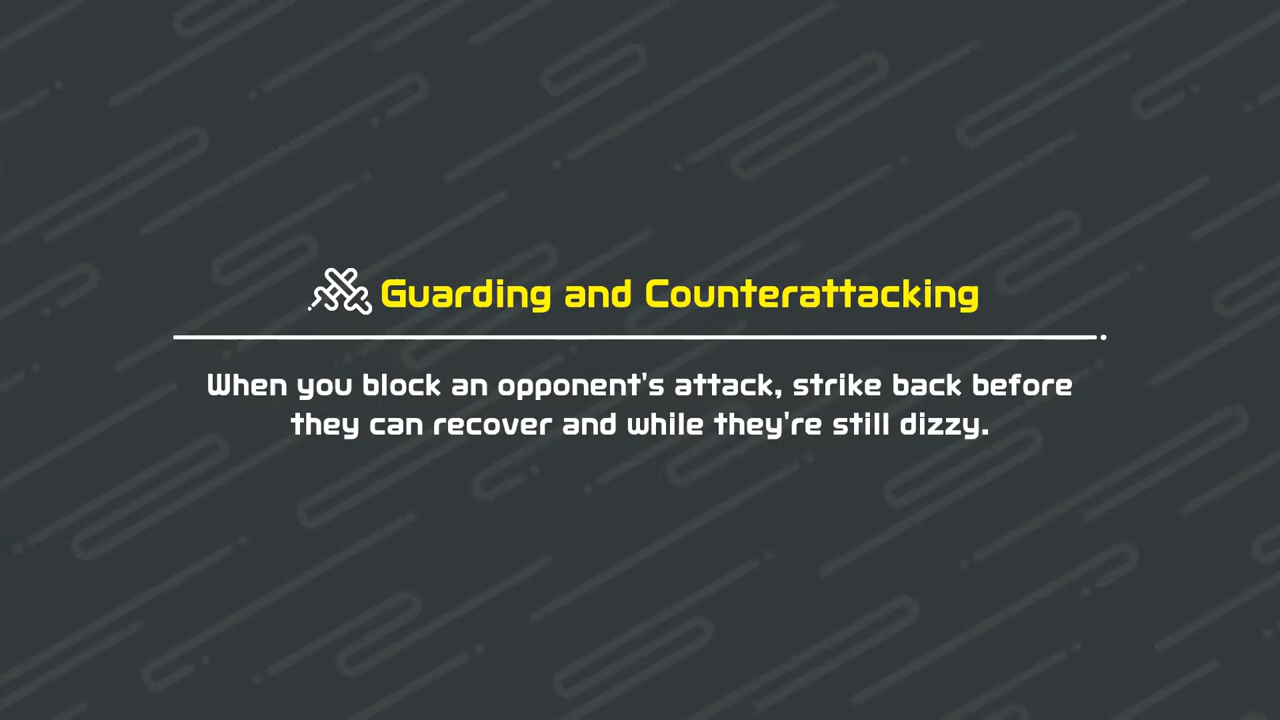 Guarding and Counterattacking
When you block an opponent's attack, strike back before
they can recover and while they're still dizzy.